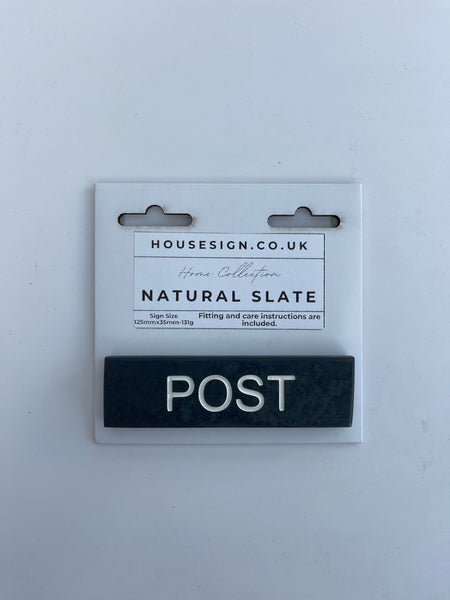 HOUSESIGN.CO.UK
Home Collection
NATURAL SLATE
Sign Size
125mmx35mm-131g
Fitting and care instructions are
included.
POST